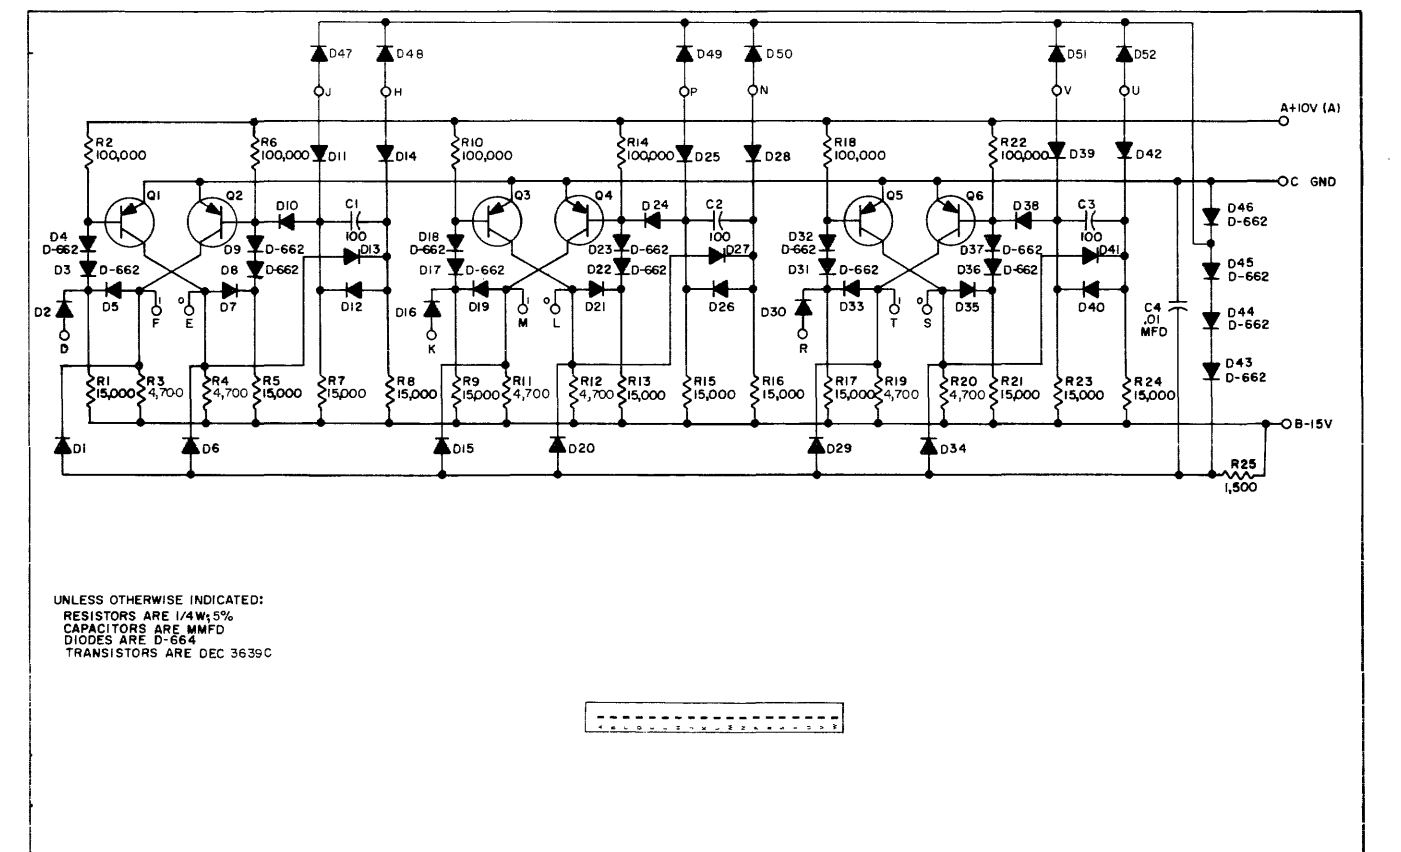 D47 D48 D49 D50 D51 D52
J H P N V U
A+10V (A)
R2 100,000 R6 100,000 D11 D14 R10 100,000 R14 100,000 D25 D28 R18 100,000 R22 100,000 D39 D42
C GND
Q1 Q2 D10 C1 100 Q3 Q4 D24 C2 100 Q5 Q6 D38 C3 100 D46 D-662
D4 D-662 D9 D-662 D13 D18 D-662 D23 D-662 D27 D32 D-662 D37 D-662 D41
D3 D-662 D8 D-662 D17 D-662 D22 D-662 D31 D-662 D36 D-662 D45 D-662
D2 D5 1 0 D7 D12 D16 D19 1 0 D21 D26 D30 D33 1 0 D35 D40 C4 .01 MFD D44 D-662
D F E K M L R T S
R1 15,000 R3 4,700 R4 4,700 R5 15,000 R7 15,000 R8 15,000 R9 15,000 R11 4,700 R12 4,700 R13 15,000 R15 15,000 R16 15,000 R17 15,000 R19 4,700 R20 4,700 R21 15,000 R23 15,000 R24 15,000 D43 D-662
B-15V
D1 D6 D15 D20 D29 D34 R25 1,500
UNLESS OTHERWISE INDICATED:
RESISTORS ARE 1/4W; 5%
CAPACITORS ARE MMFD
DIODES ARE D-664
TRANSISTORS ARE DEC 3639C